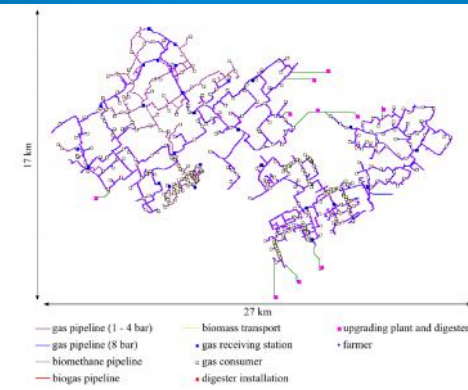 17 km
27 km
gas pipeline (1 - 4 bar)
biomass transport
upgrading plant and digester
gas pipeline (8 bar)
gas receiving station
farmer
biomethane pipeline
gas consumer
biogas pipeline
digester installation